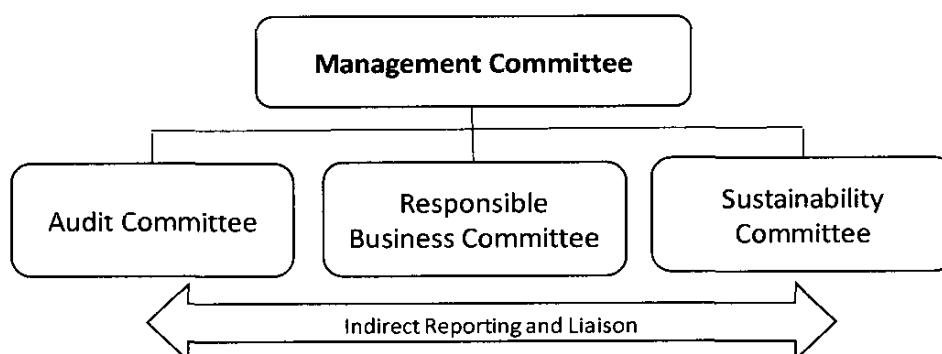 Management Committee
Audit Committee
Responsible
Business Committee
Sustainability
Committee
Indirect Reporting and Liaison